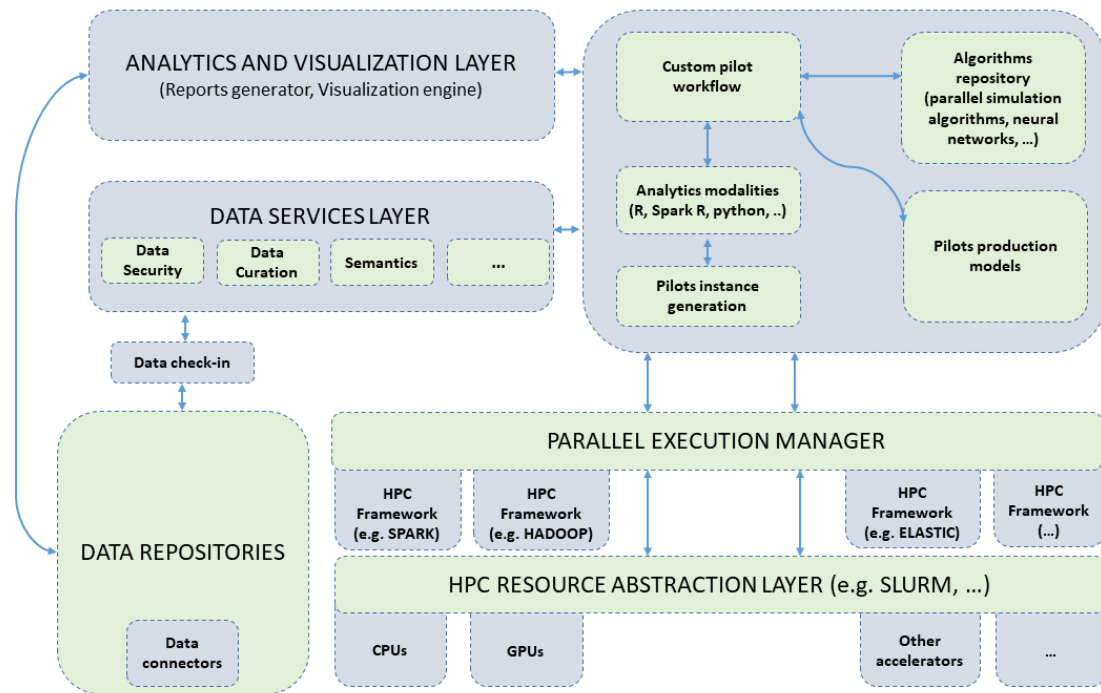 ANALYTICS AND VISUALIZATION LAYER
(Reports generator, Visualization engine)
Custom pilot
workflow
Algorithms
repository
(parallel simulation
algorithms, neural
networks, …)
DATA SERVICES LAYER
Data
Security
Data
Curation
Semantics
...
Analytics modalities
(R, Spark R, python, ..)
Pilots instance
generation
Pilots production
models
Data check-in
DATA REPOSITORIES
Data
connectors
PARALLEL EXECUTION MANAGER
HPC
Framework
(e.g. SPARK)
HPC
Framework
(e.g. HADOOP)
HPC
Framework
(e.g. ELASTIC)
HPC
Framework
(…)
HPC RESOURCE ABSTRACTION LAYER (e.g. SLURM, …)
CPUs
GPUs
Other
accelerators
…